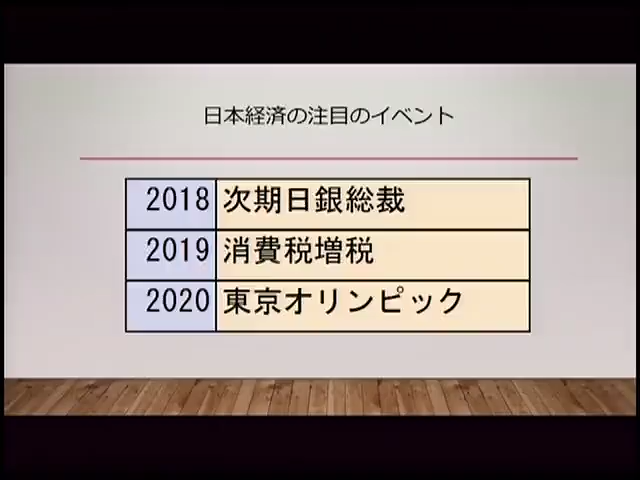 日本経済の注目のイベント
2018 次期日銀総裁
2019 消費税増税
2020 東京オリンピック